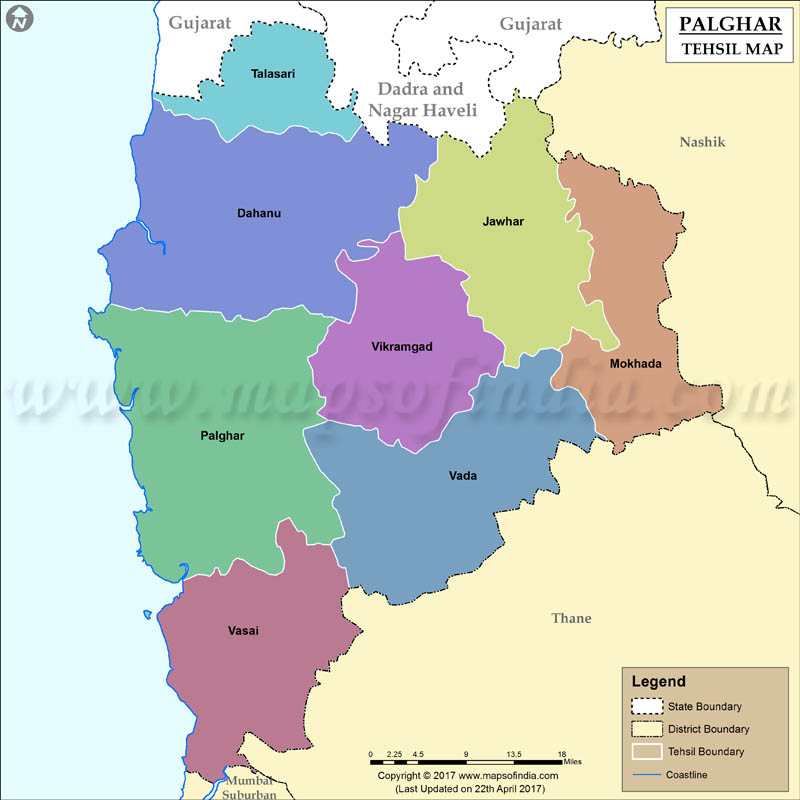 N
Gujarat
Gujarat
PALGHAR
TEHSIL MAP
Talasari
Dadra and
Nagar Haveli
Nashik
Dahanu
Jawhar
Vikramgad
Mokhada
www.mapsofindia.com
Palghar
Vada
Vasai
Thane
Legend
State Boundary
District Boundary
Tehsil Boundary
Coastline
0 2.25 4.5 9 13.5 18
Miles
Copyright © 2017 www.mapsofindia.com
(Last Updated on 22th April 2017)
Mumbai
Suburban